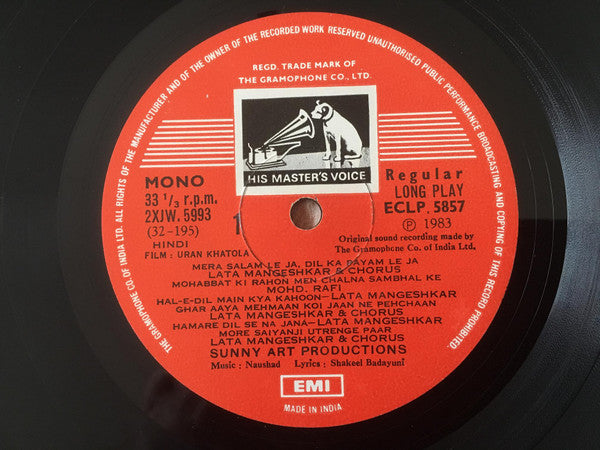 THE GRAMOPHONE CO. OF INDIA LTD. ALL RIGHTS OF THE MANUFACTURER AND OF THE OWNER OF THE RECORDED WORK RESERVED UNAUTHORISED PUBLIC PERFORMANCE BROADCASTING AND COPYING OF THIS RECORD PROHIBITED.
REGD. TRADE MARK OF
THE GRAMOPHONE CO., LTD.
HIS MASTER'S VOICE
MONO
33 1/3 r.p.m.
2XJW. 5993
(32-195)
1
HINDI
FILM : URAN KHATOLA
Regular
LONG PLAY
ECLP. 5857
Ⓟ 1983
Original sound recording made by
The Gramophone Co. of India Ltd.
MERA SALAM LE JA, DIL KA PAYAM LE JA
LATA MANGESHKAR & CHORUS
MOHABBAT KI RAHON MEN CHALNA SAMBHAL KE
MOHD. RAFI
HAL-E-DIL MAIN KYA KAHOON—LATA MANGESHKAR
GHAR AAYA MEHMAAN KOI JAAN NE PEHCHAAN
LATA MANGESHKAR & CHORUS
HAMARE DIL SE NA JANA—LATA MANGESHKAR
MORE SAIYANJI UTRENGE PAAR
LATA MANGESHKAR & CHORUS
SUNNY ART PRODUCTIONS
Music : Naushad Lyrics : Shakeel Badayuni
EMI
MADE IN INDIA